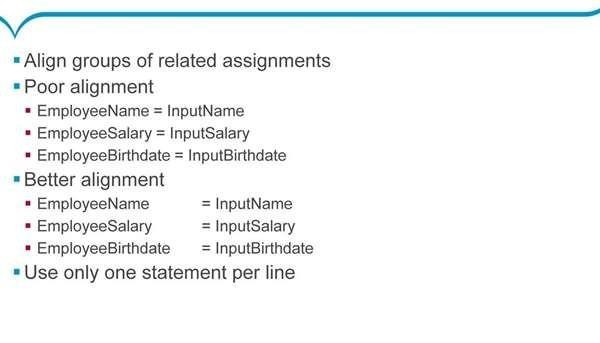 Align groups of related assignments
Poor alignment
EmployeeName = InputName
EmployeeSalary = InputSalary
EmployeeBirthdate = InputBirthdate
Better alignment
EmployeeName = InputName
EmployeeSalary = InputSalary
EmployeeBirthdate = InputBirthdate
Use only one statement per line